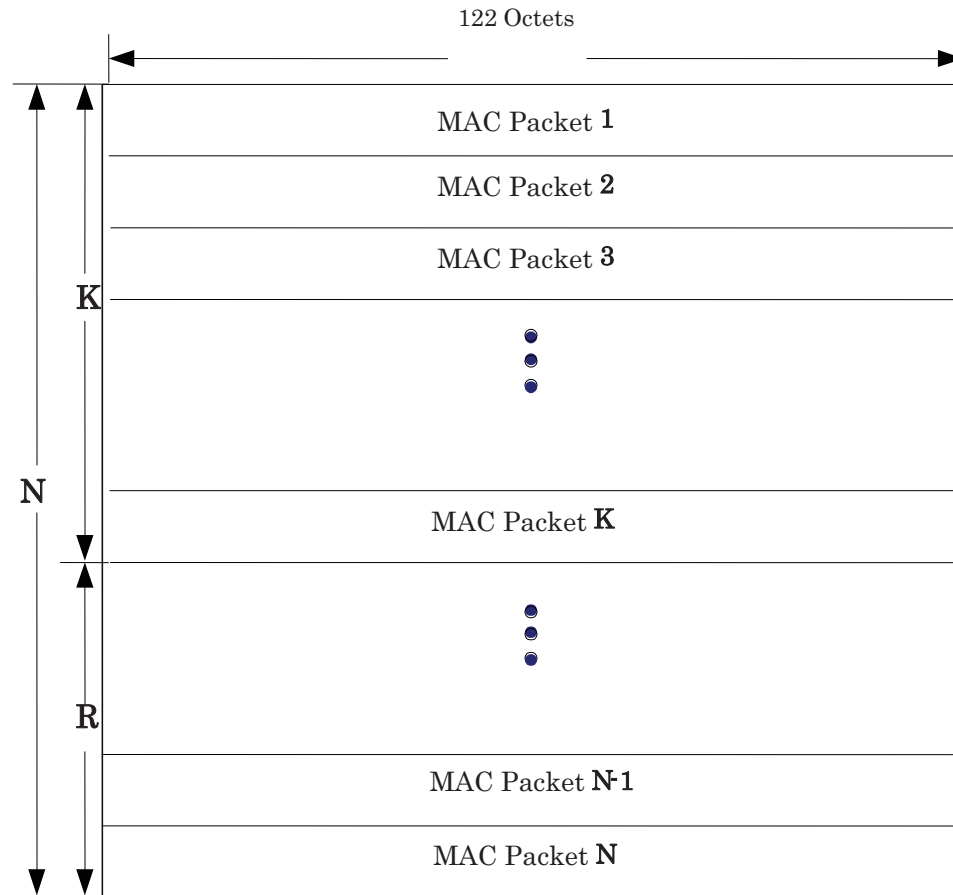 122 Octets
MAC Packet 1
MAC Packet 2
MAC Packet 3
K
N
MAC Packet K
R
MAC Packet N-1
MAC Packet N